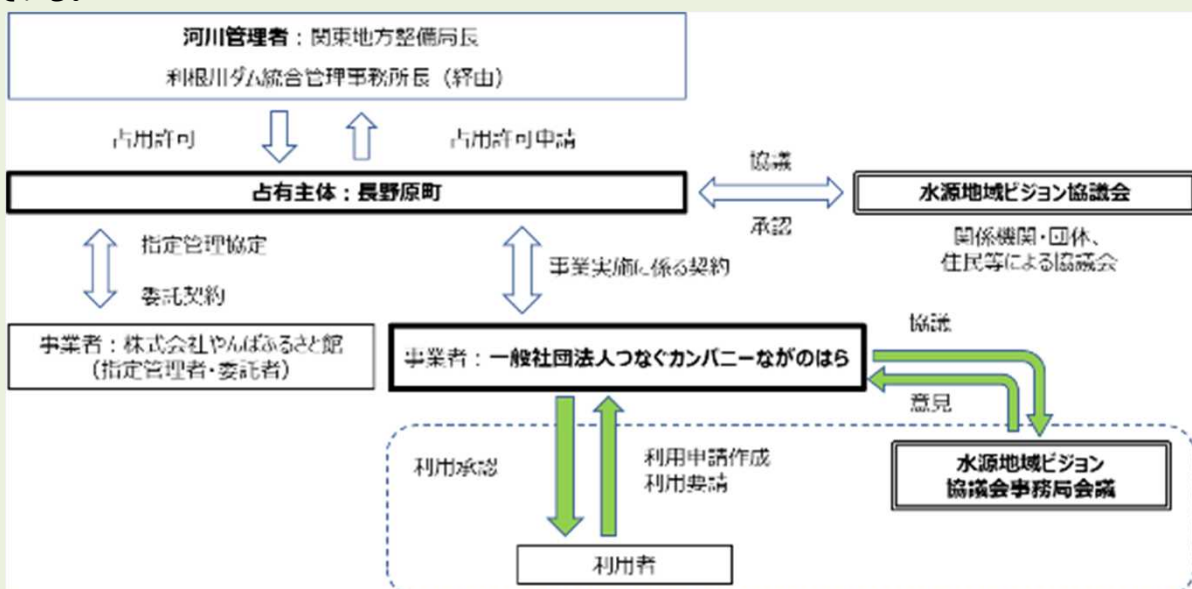 河川管理者：関東地方整備局長
利根川ダム統合管理事務所長（経由）
占用許可
占用許可申請
協議
占有主体：長野原町
水源地域ビジョン協議会
承認
関係機関・団体、
住民等による協議会
指定管理協定
委託契約
事業実施に係る契約
事業者：株式会社やんばふるさと館
（指定管理者・委託者）
事業者：一般社団法人つなぐカンパニーながのはら
協議
意見
利用承認
利用申請作成
利用要請
水源地域ビジョン
協議会事務局会議
利用者